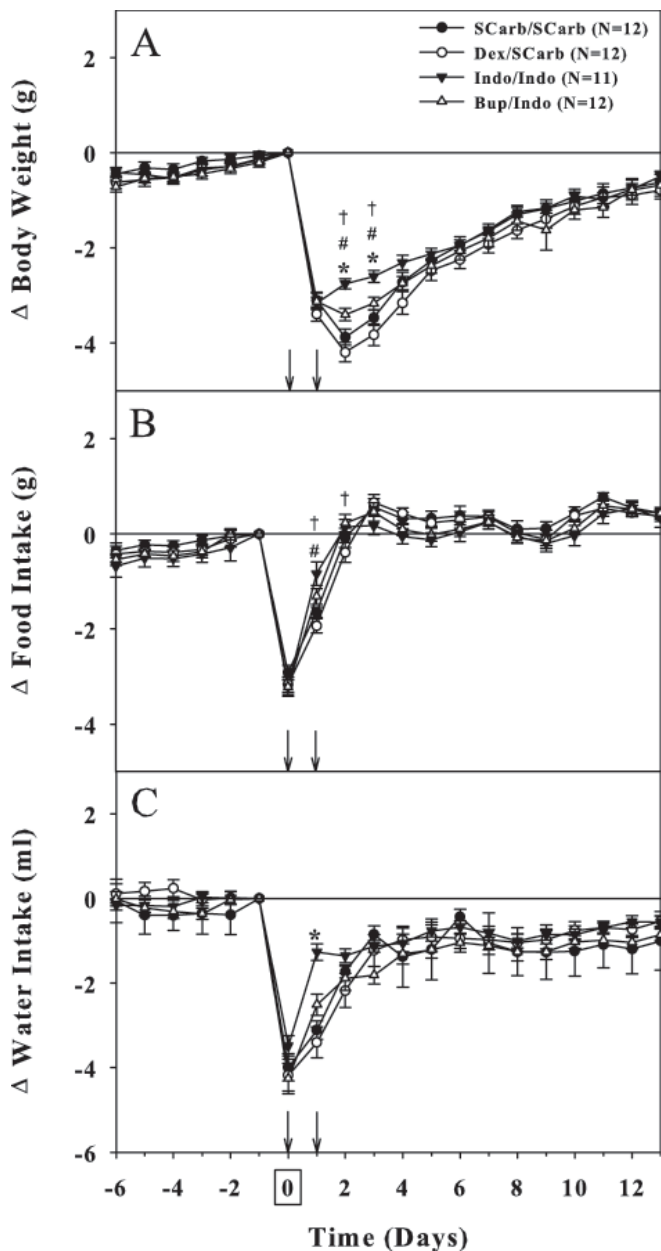 A
SCarb/SCarb (N=12)
Dex/SCarb (N=12)
Indo/Indo (N=11)
Bup/Indo (N=12)
Δ Body Weight (g)
2
0
-2
-4
† †
# #
* *
B
Δ Food Intake (g)
2
0
-2
-4
† †
#
C
Δ Water Intake (ml)
2
0
-2
-4
-6
*
-6 -4 -2 0 2 4 6 8 10 12
Time (Days)